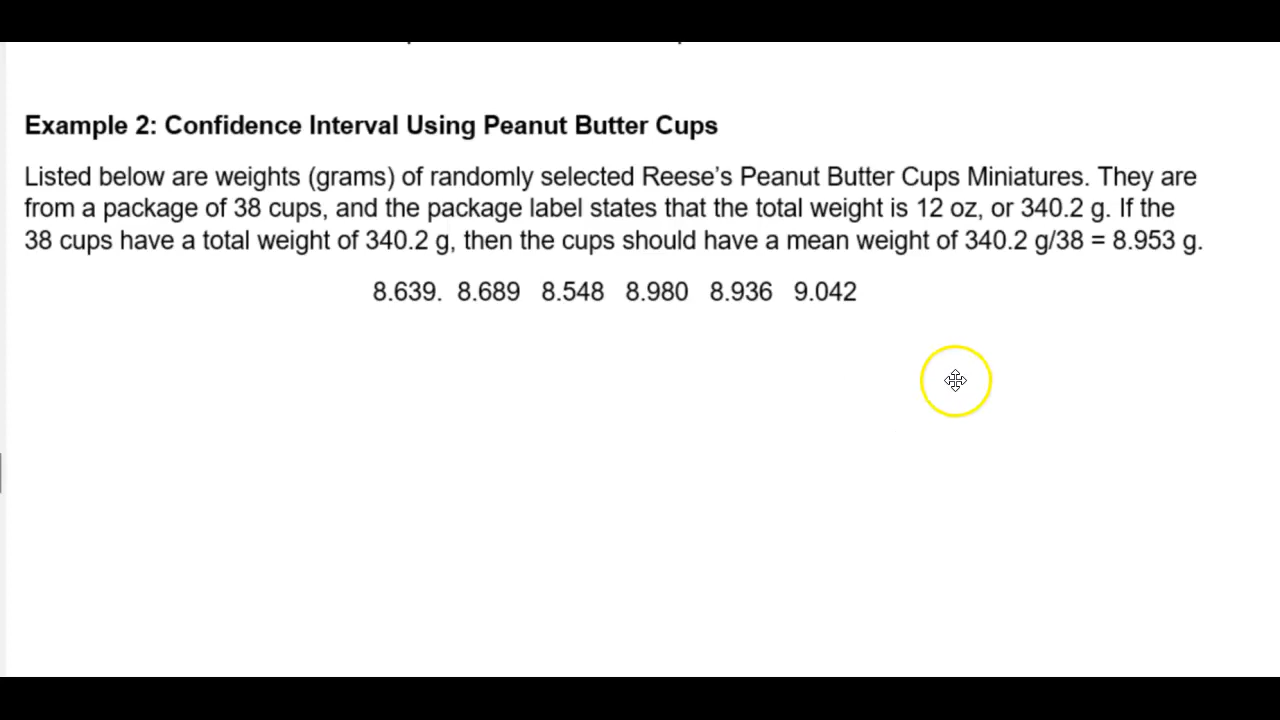 Example 2: Confidence Interval Using Peanut Butter Cups
Listed below are weights (grams) of randomly selected Reese’s Peanut Butter Cups Miniatures. They are
from a package of 38 cups, and the package label states that the total weight is 12 oz, or 340.2 g. If the
38 cups have a total weight of 340.2 g, then the cups should have a mean weight of 340.2 g/38 = 8.953 g.
8.639. 8.689 8.548 8.980 8.936 9.042